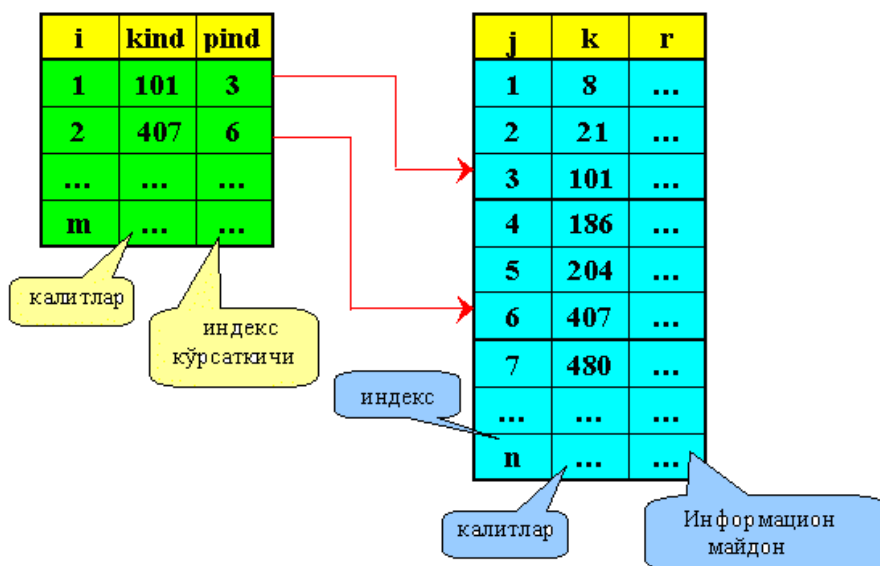 i kind pind
1 101 3
2 407 6
... ... ...
m ... ...
калитлар
индекс
кўрсаткичи
j k r
1 8 ...
2 21 ...
3 101 ...
4 186 ...
5 204 ...
6 407 ...
7 480 ...
... ... ...
n ... ...
индекс
калитлар
Информацион
майдон